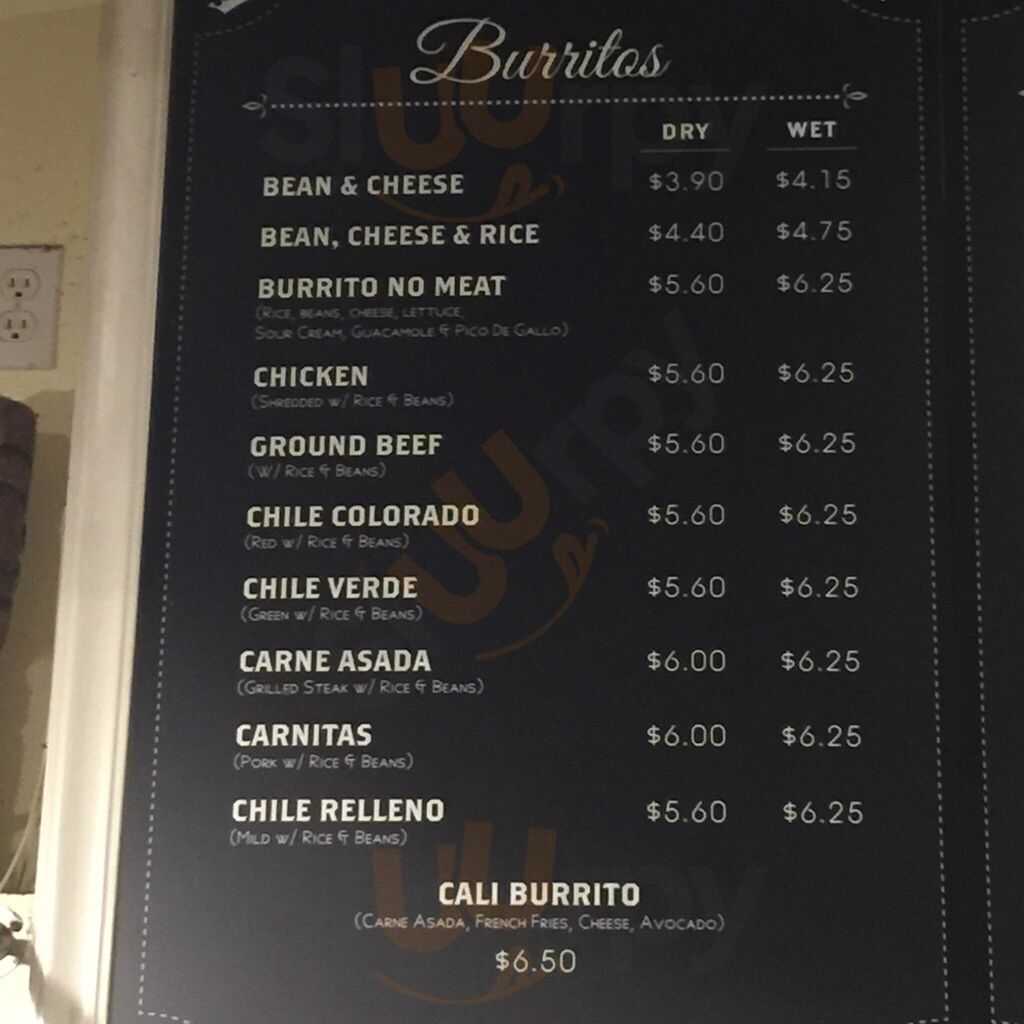 Burritos
DRY WET
BEAN & CHEESE $3.90 $4.15
BEAN, CHEESE & RICE $4.40 $4.75
BURRITO NO MEAT $5.60 $6.25
(RICE, BEANS, CHEESE, LETTUCE,
SOUR CREAM, GUACAMOLE & PICO DE GALLO)
CHICKEN $5.60 $6.25
(SHREDDED W/ RICE & BEANS)
GROUND BEEF $5.60 $6.25
(W/ RICE & BEANS)
CHILE COLORADO $5.60 $6.25
(RED W/ RICE & BEANS)
CHILE VERDE $5.60 $6.25
(GREEN W/ RICE & BEANS)
CARNE ASADA $6.00 $6.25
(GRILLED STEAK W/ RICE & BEANS)
CARNITAS $6.00 $6.25
(PORK W/ RICE & BEANS)
CHILE RELLENO $5.60 $6.25
(MILD W/ RICE & BEANS)
CALI BURRITO
(CARNE ASADA, FRENCH FRIES, CHEESE, AVOCADO)
$6.50
Sluurpy
Sluurpy
Sluurpy